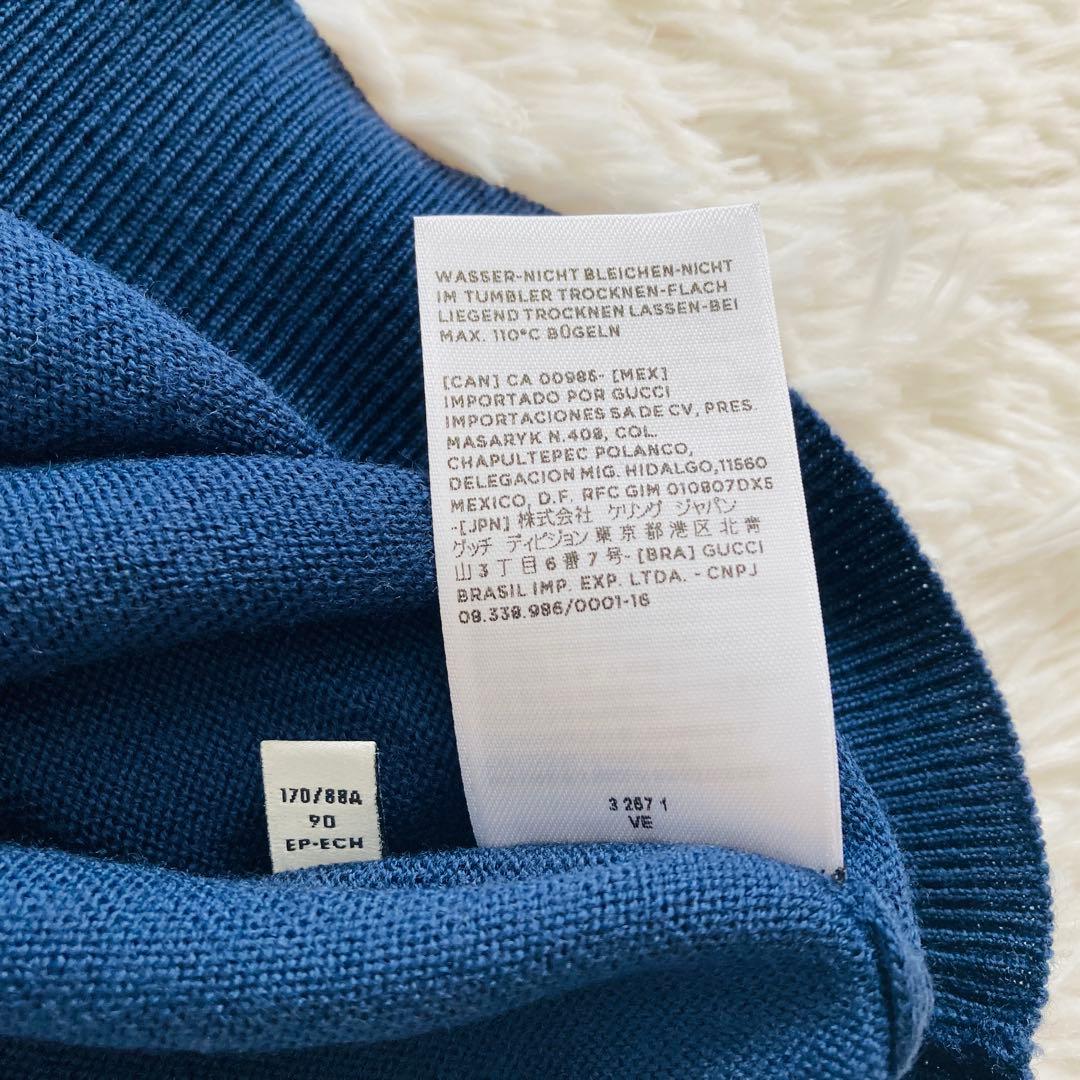 WASSER-NICHT BLEICHEN-NICHT
IM TUMBLER TROCKNEN-FLACH
LIEGEND TROCKNEN LASSEN-BEI
MAX. 110°C BÜGELN
[CAN] CA 00985- [MEX]
IMPORTADO POR GUCCI
IMPORTACIONES SA DE CV, PRES.
MASARYK N.408, COL.
CHAPULTEPEC POLANCO,
DELEGACION MIG. HIDALGO,11560
MEXICO, D.F. RFC GIM 010807DX5
-[JPN] 株式会社 ケリング ジャパン
グッチ ディビジョン 東京都港区北青
山3丁目6番7号- [BRA] GUCCI
BRASIL IMP. EXP. LTDA. - CNPJ
08.338.986/0001-16
3 267 1
VE
170/88A
90
EP-ECH